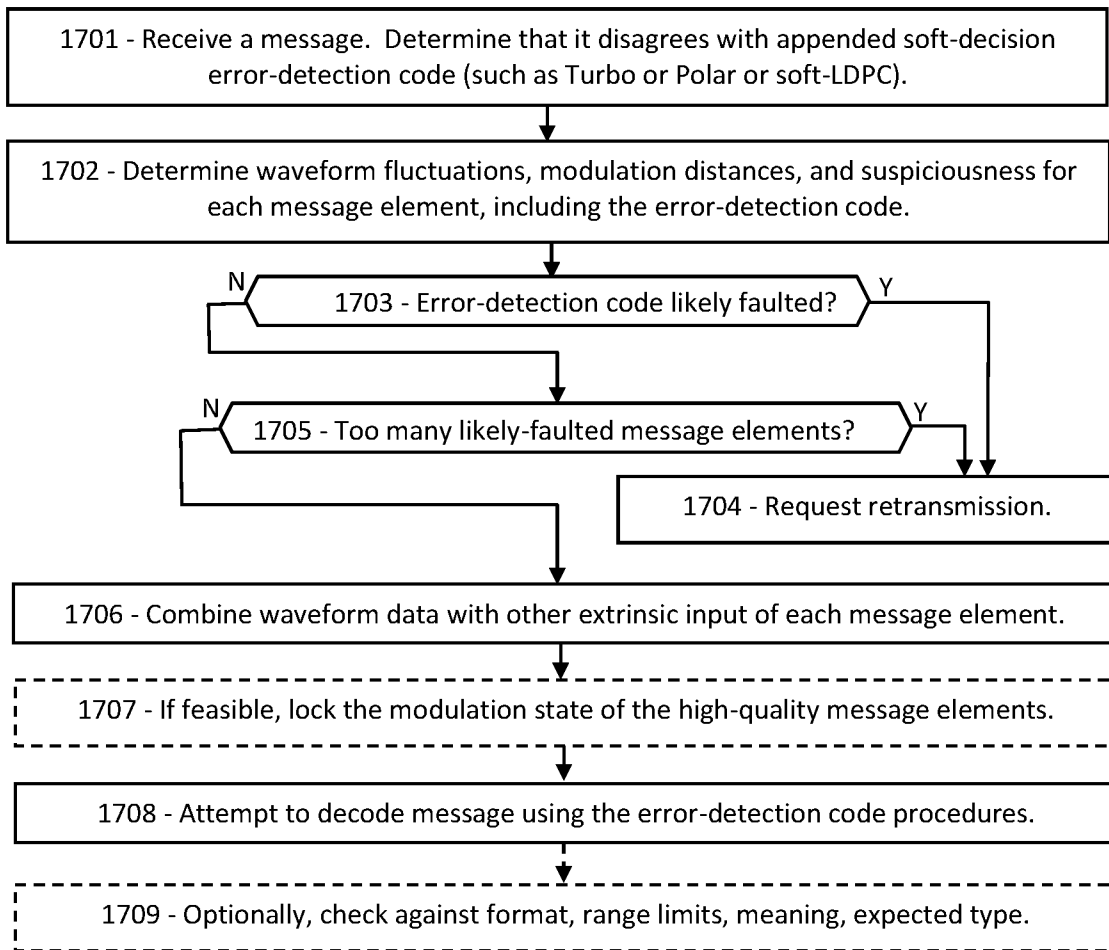 1701 - Receive a message.  Determine that it disagrees with appended soft-decision
error-detection code (such as Turbo or Polar or soft-LDPC).
1702 - Determine waveform fluctuations, modulation distances, and suspiciousness for
each message element, including the error-detection code.
N
Y
1703 - Error-detection code likely faulted?
N
Y
1705 - Too many likely-faulted message elements?
1704 - Request retransmission.
1706 - Combine waveform data with other extrinsic input of each message element.
1707 - If feasible, lock the modulation state of the high-quality message elements.
1708 - Attempt to decode message using the error-detection code procedures.
1709 - Optionally, check against format, range limits, meaning, expected type.